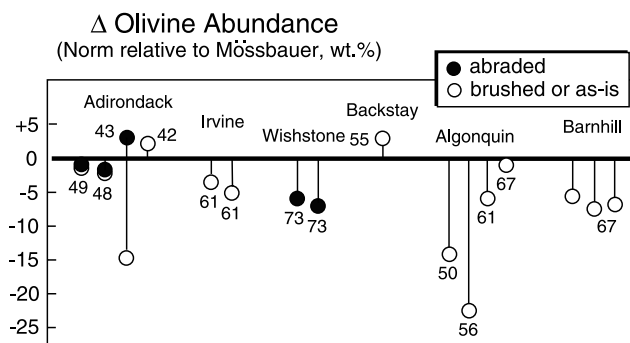 Δ Olivine Abundance
(Norm relative to Mössbauer, wt.%)
abraded
brushed or as-is
Adirondack
Irvine
Wishstone
Backstay
Algonquin
Barnhill
43
42
55
+5
0
-5
-10
-15
-20
-25
49
48
61
61
73
73
50
56
61
67
67